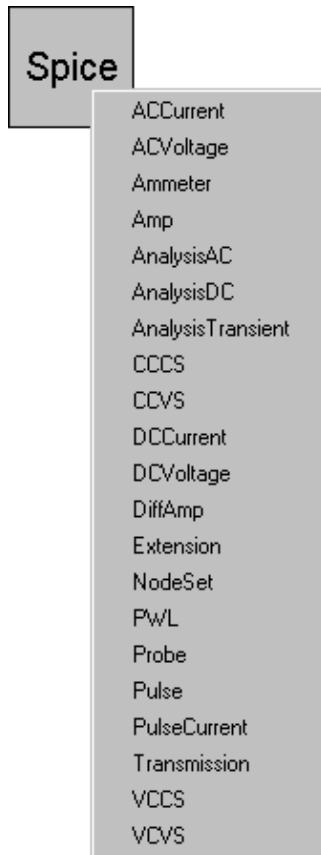 Spice
ACCurrent
ACVoltage
Ammeter
Amp
AnalysisAC
AnalysisDC
AnalysisTransient
CCCS
CCVS
DCCurrent
DCVoltage
DiffAmp
Extension
NodeSet
PWL
Probe
Pulse
PulseCurrent
Transmission
VCCS
VCVS